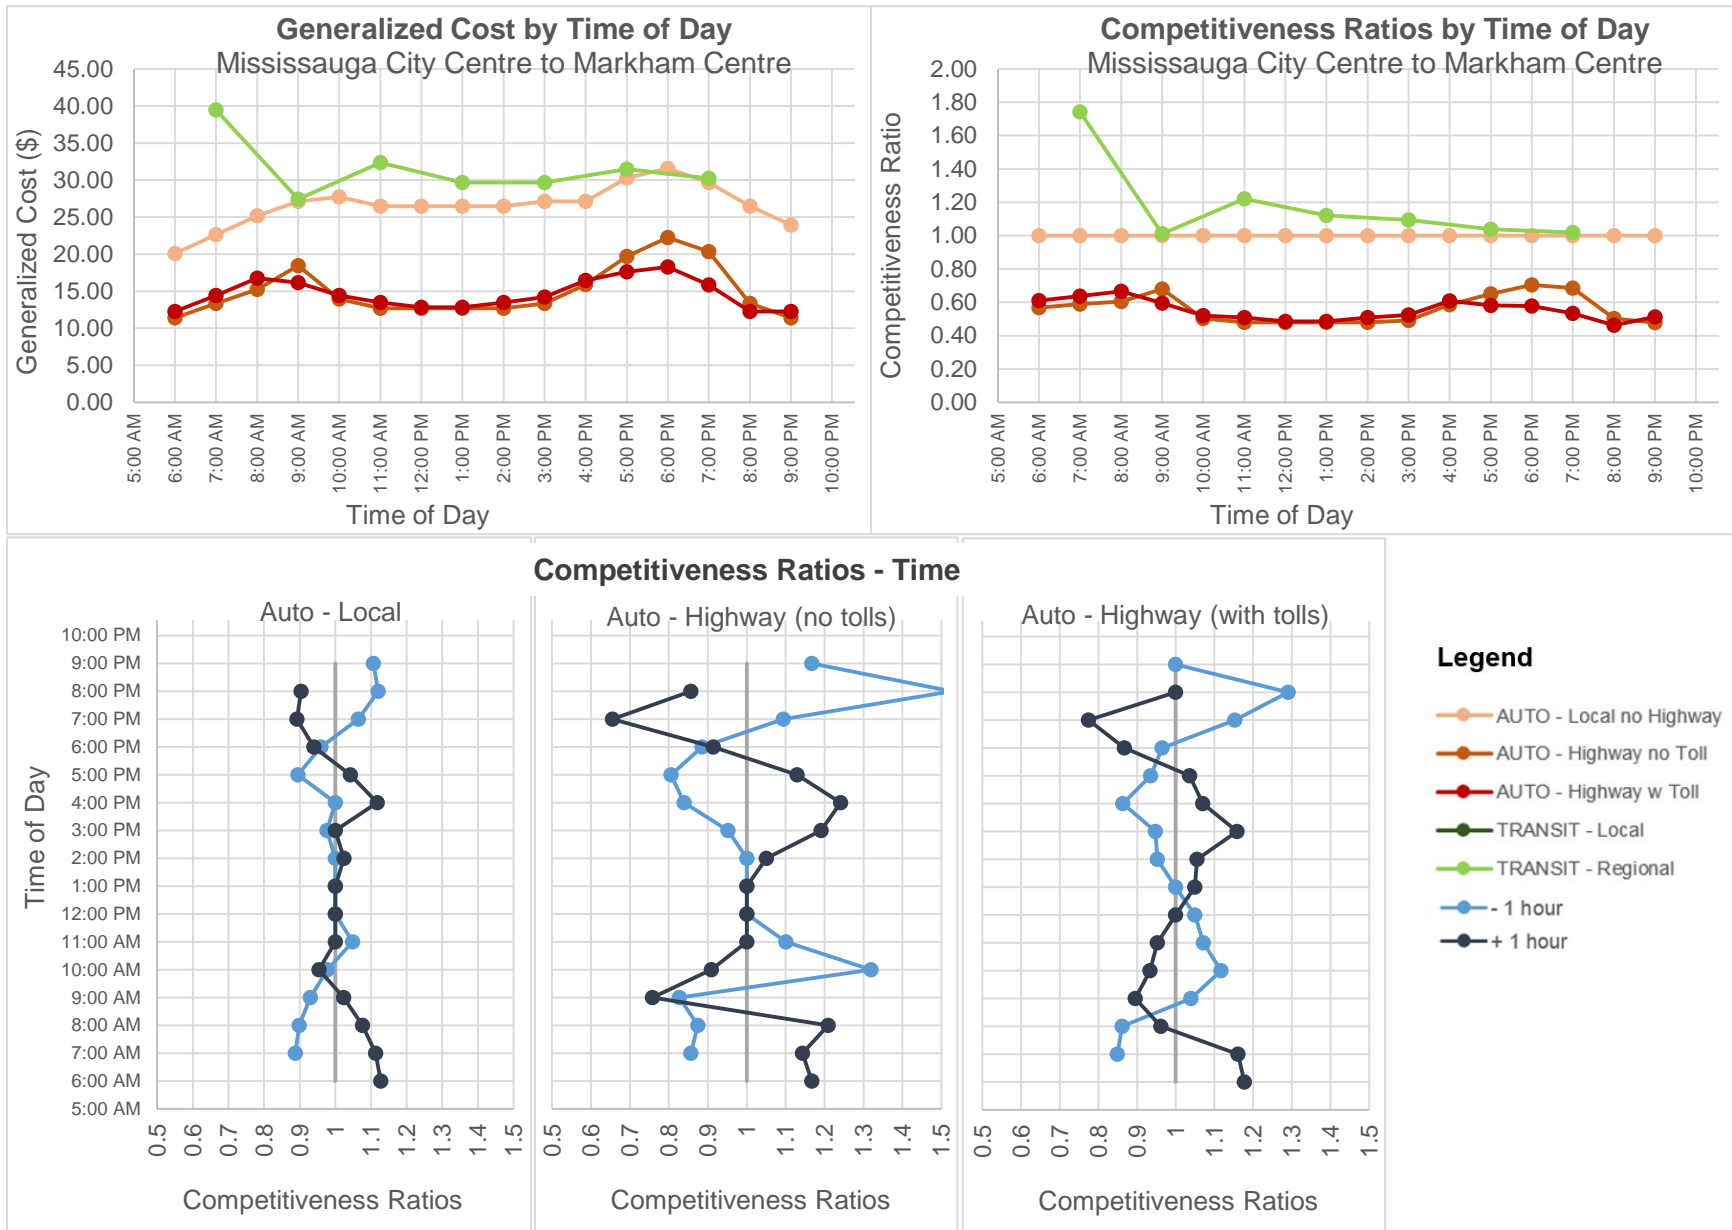 Generalized Cost by Time of Day
Mississauga City Centre to Markham Centre
45.00
40.00
35.00
30.00
25.00
20.00
15.00
10.00
5.00
0.00
Generalized Cost ($)
5:00 AM
6:00 AM
7:00 AM
8:00 AM
9:00 AM
10:00 AM
11:00 AM
12:00 PM
1:00 PM
2:00 PM
3:00 PM
4:00 PM
5:00 PM
6:00 PM
7:00 PM
8:00 PM
9:00 PM
10:00 PM
Time of Day
Competitiveness Ratios by Time of Day
Mississauga City Centre to Markham Centre
2.00
1.80
1.60
1.40
1.20
1.00
0.80
0.60
0.40
0.20
0.00
Competitiveness Ratio
5:00 AM
6:00 AM
7:00 AM
8:00 AM
9:00 AM
10:00 AM
11:00 AM
12:00 PM
1:00 PM
2:00 PM
3:00 PM
4:00 PM
5:00 PM
6:00 PM
7:00 PM
8:00 PM
9:00 PM
10:00 PM
Time of Day
Competitiveness Ratios - Time
Auto - Local
10:00 PM
9:00 PM
8:00 PM
7:00 PM
6:00 PM
5:00 PM
4:00 PM
3:00 PM
2:00 PM
1:00 PM
12:00 PM
11:00 AM
10:00 AM
9:00 AM
8:00 AM
7:00 AM
6:00 AM
5:00 AM
Time of Day
0.5
0.6
0.7
0.8
0.9
1
1.1
1.2
1.3
1.4
1.5
Competitiveness Ratios
Auto - Highway (no tolls)
0.5
0.6
0.7
0.8
0.9
1
1.1
1.2
1.3
1.4
1.5
Competitiveness Ratios
Auto - Highway (with tolls)
0.5
0.6
0.7
0.8
0.9
1
1.1
1.2
1.3
1.4
1.5
Competitiveness Ratios
Legend
AUTO - Local no Highway
AUTO - Highway no Toll
AUTO - Highway w Toll
TRANSIT - Local
TRANSIT - Regional
- 1 hour
+ 1 hour